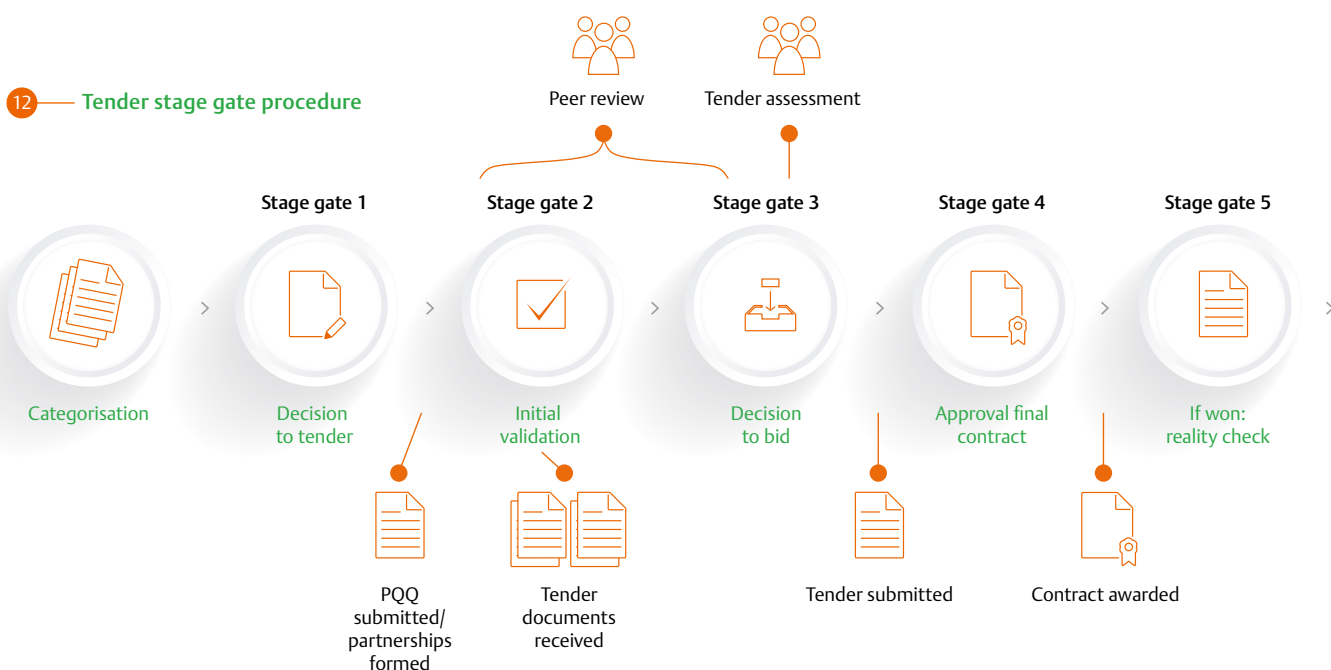 12
Tender stage gate procedure
Peer review
Tender assessment
Stage gate 1
Stage gate 2
Stage gate 3
Stage gate 4
Stage gate 5
Categorisation
Decision
to tender
Initial
validation
Decision
to bid
Approval final
contract
If won:
reality check
PQQ
submitted/
partnerships
formed
Tender
documents
received
Tender submitted
Contract awarded